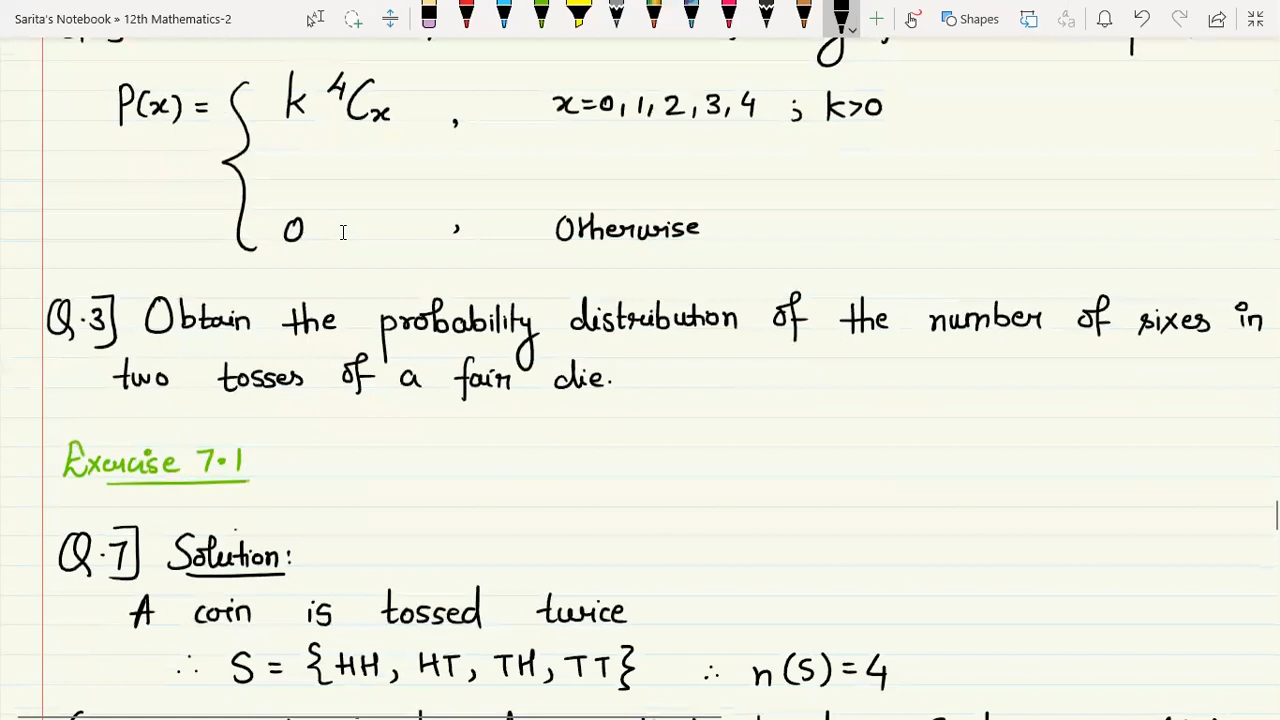 Sarita's Notebook » 12th Mathematics-2
Shapes
P(x) = { k ⁴Cₓ , x=0, 1, 2, 3, 4 ; k>0
0 , Otherwise
Q.3] Obtain the probability distribution of the number of sixes in
two tosses of a fair die.
Exercise 7.1
Q.7] Solution:
A coin is tossed twice
∴ S = {HH, HT, TH, TT} ∴ n(S) = 4